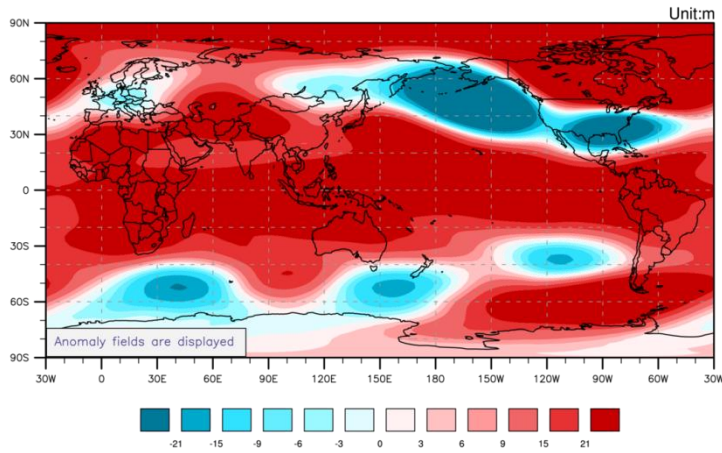 Unit:m
90N
60N
30N
0
30S
60S
Anomaly fields are displayed
90S
30W 0 30E 60E 90E 120E 150E 180 150W 120W 90W 60W 30W
-21 -15 -9 -6 -3 0 3 6 9 15 21